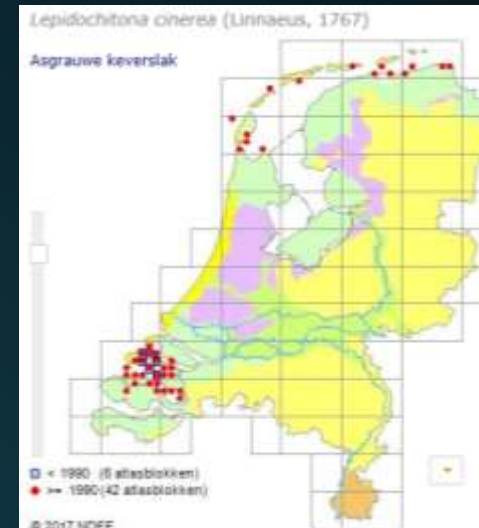 Lepidochitona cinerea (Linnaeus, 1767)
Asgrauwe keverslak
< 1990 (6 atlasblokken)
>= 1990 (42 atlasblokken)
© 2017 NDFF